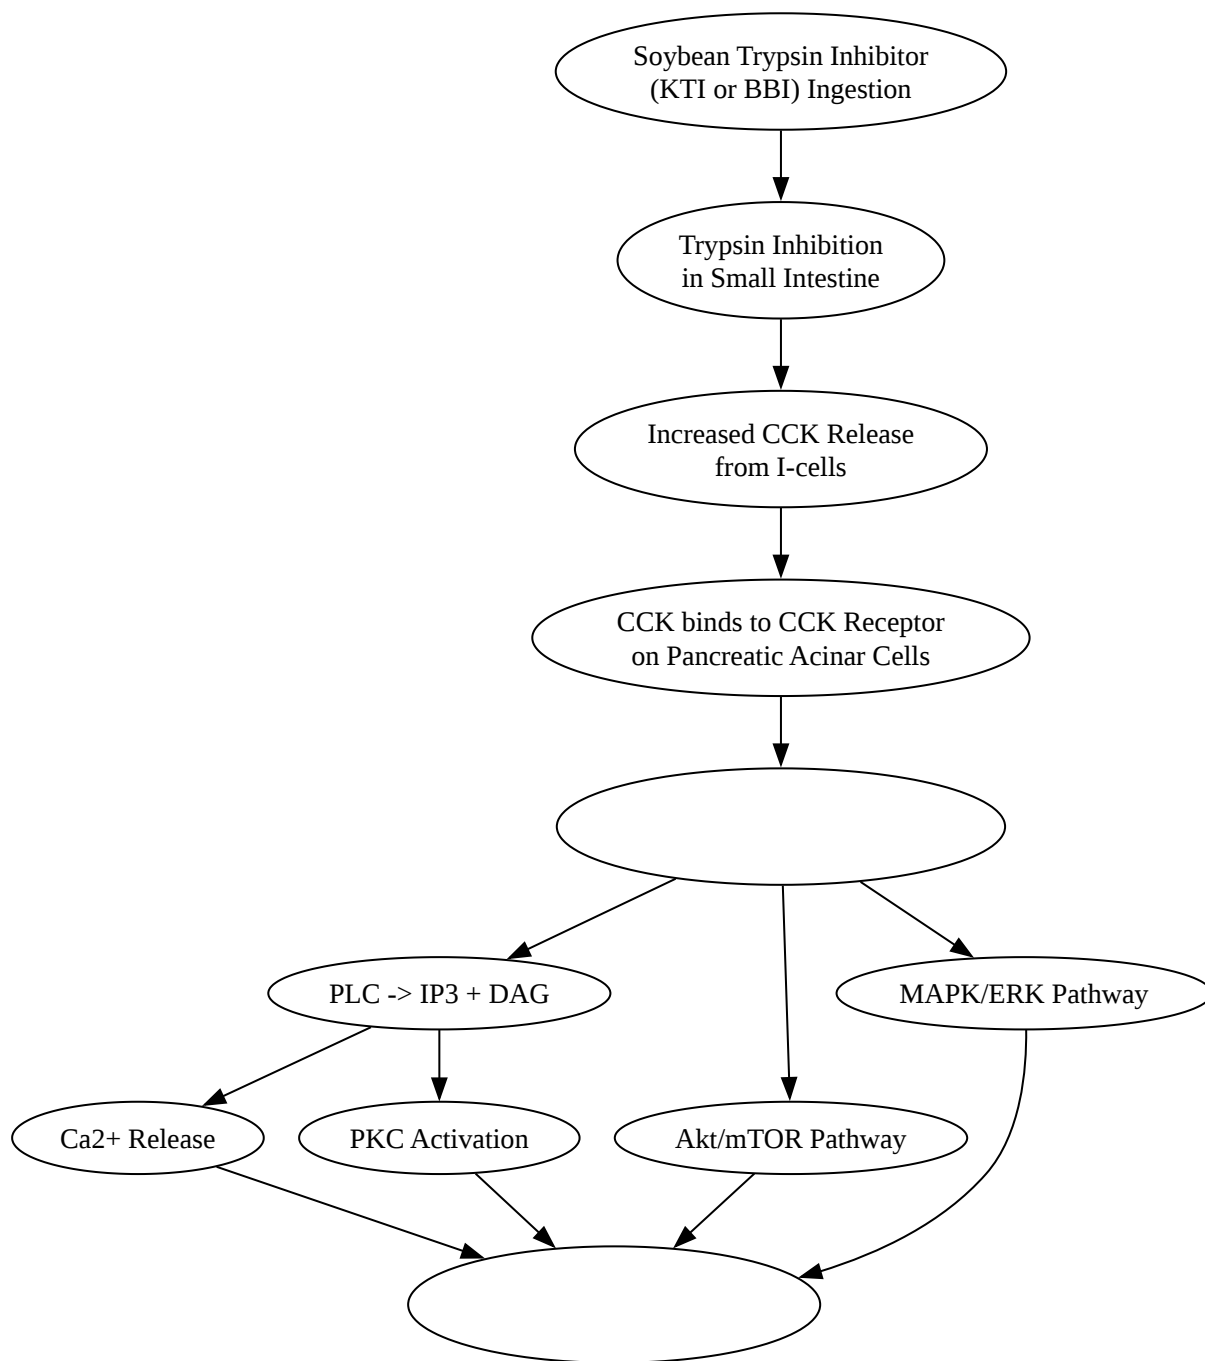 Soybean Trypsin Inhibitor
(KTI or BBI) Ingestion
Trypsin Inhibition
in Small Intestine
Increased CCK Release
from I-cells
CCK binds to CCK Receptor
on Pancreatic Acinar Cells
PLC -> IP3 + DAG
MAPK/ERK Pathway
Ca2+ Release
PKC Activation
Akt/mTOR Pathway